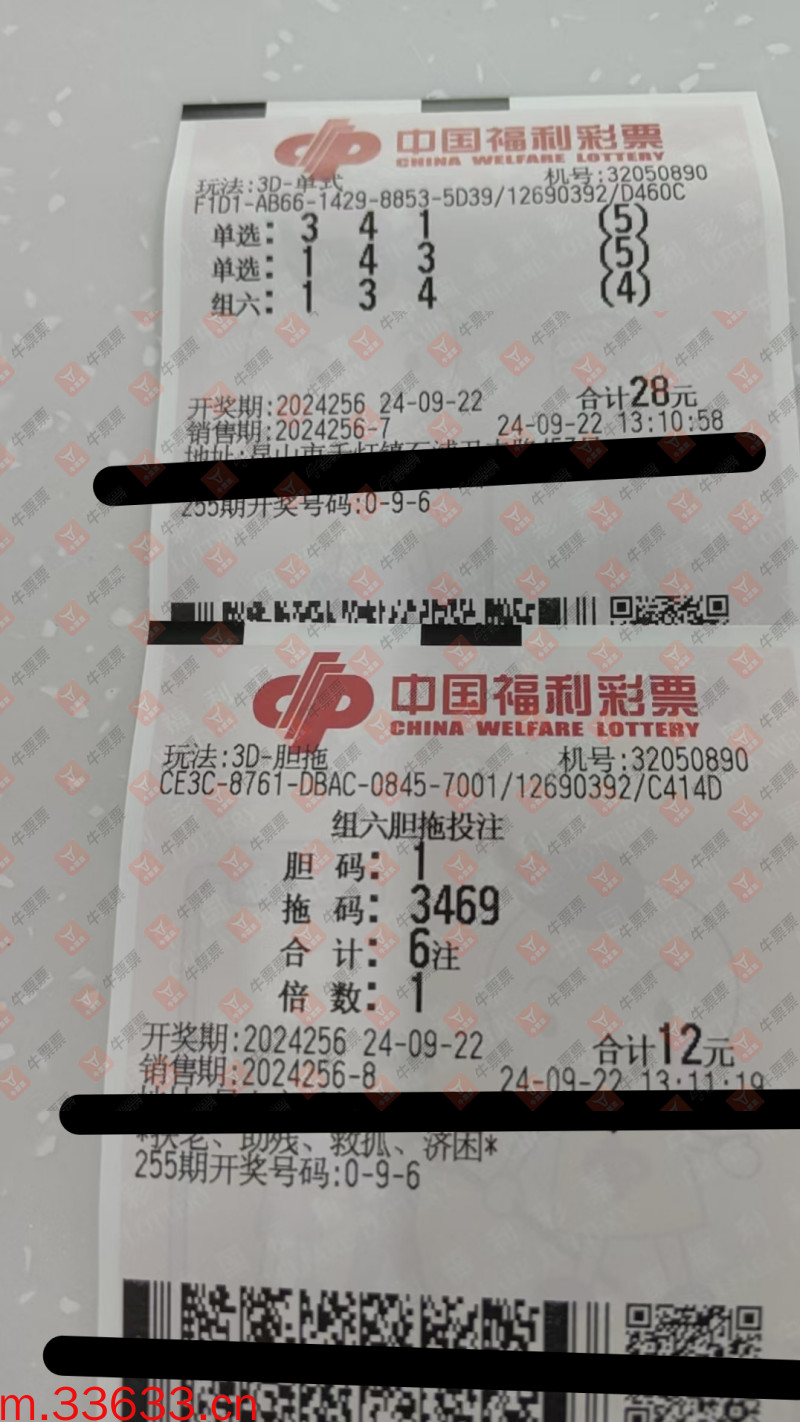 中国福利彩票
CHINA WELFARE LOTTERY
玩法:3D-单式 机号:32050890
F1D1-AB66-1429-8853-5D39/12690392/D460C
单选: 3 4 1 (5)
单选: 1 4 3 (5)
组六: 1 3 4 (4)
开奖期:2024256 24-09-22 合计28元
销售期:2024256-7 24-09-22 13:10:58
地址:昆山市
255期开奖号码:0-9-6
中国福利彩票
CHINA WELFARE LOTTERY
玩法:3D-胆拖 机号:32050890
CE3C-8761-DBAC-0845-7001/12690392/C414D
组六胆拖投注
胆 码: 1
拖 码: 3469
合 计: 6注
倍 数: 1
开奖期:2024256 24-09-22 合计12元
销售期:2024256-8 24-09-22 13:11:19
*扶老、助残、救孤、济困*
255期开奖号码:0-9-6
牛票票
m.33633.cn